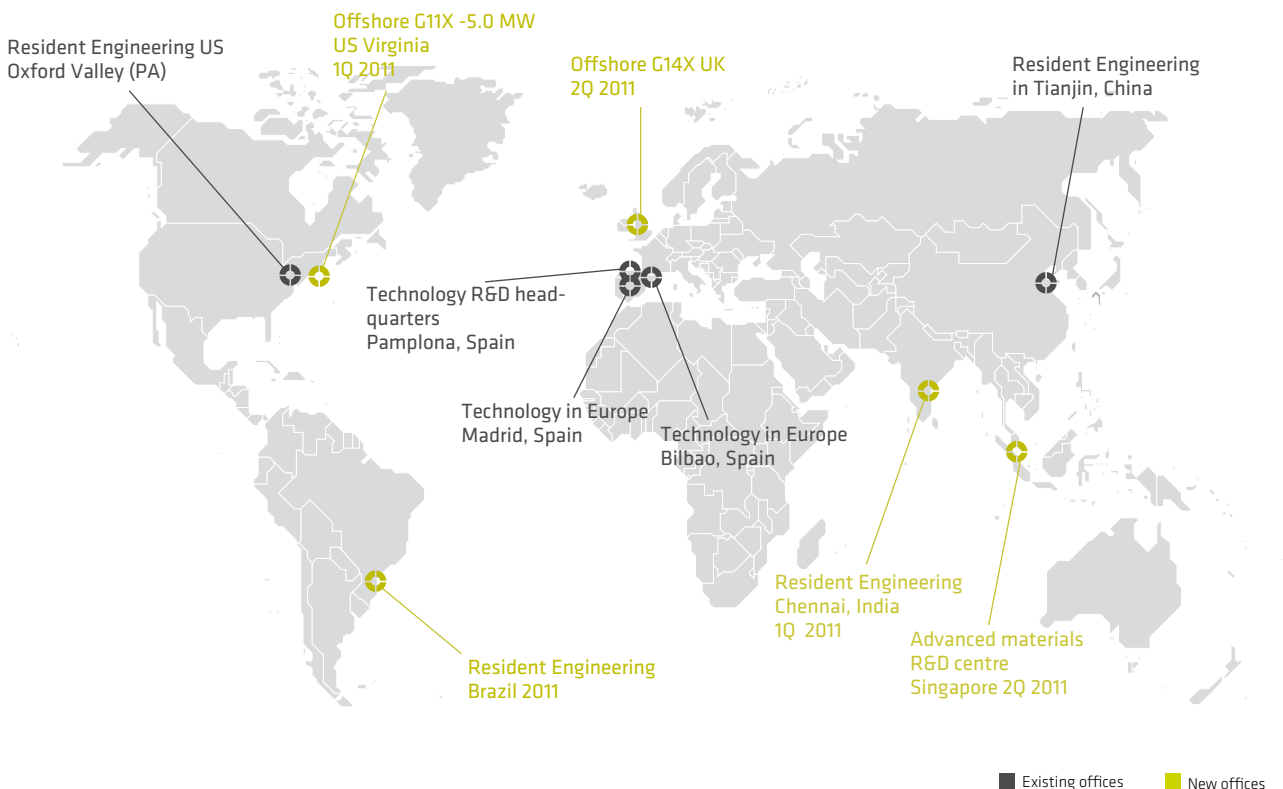 Offshore G11X -5.0 MW
US Virginia
1Q 2011
Resident Engineering US
Oxford Valley (PA)
Offshore G14X UK
2Q 2011
Resident Engineering
in Tianjin, China
Technology R&D head-
quarters
Pamplona, Spain
Technology in Europe
Madrid, Spain
Technology in Europe
Bilbao, Spain
Resident Engineering
Chennai, India
1Q 2011
Advanced materials
R&D centre
Singapore 2Q 2011
Resident Engineering
Brazil 2011
Existing offices
New offices